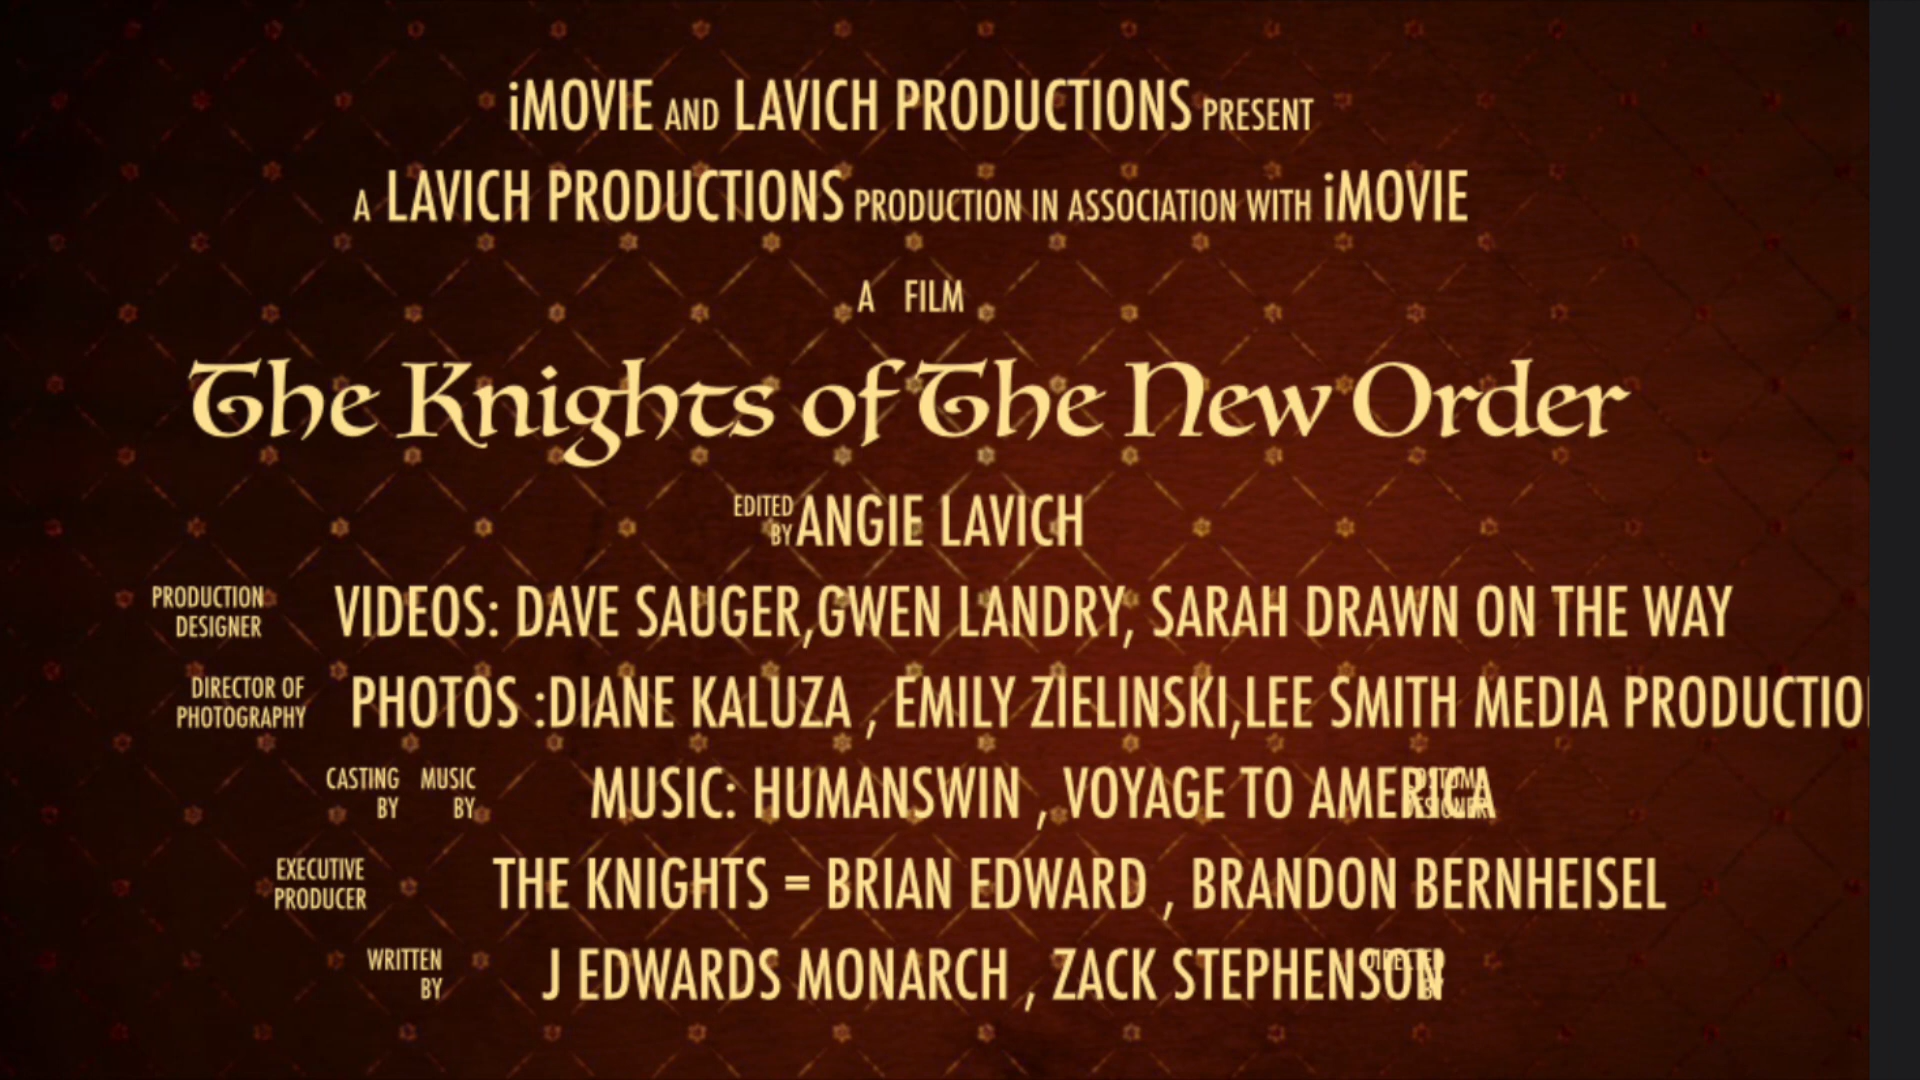 iMOVIE AND LAVICH PRODUCTIONS PRESENT
A LAVICH PRODUCTIONS PRODUCTION IN ASSOCIATION WITH iMOVIE
A FILM
The Knights of The New Order
EDITED BY ANGIE LAVICH
PRODUCTION DESIGNER VIDEOS: DAVE SAUGER,GWEN LANDRY, SARAH DRAWN ON THE WAY
DIRECTOR OF PHOTOGRAPHY PHOTOS :DIANE KALUZA , EMILY ZIELINSKI,LEE SMITH MEDIA PRODUCTIO
CASTING BY MUSIC BY MUSIC: HUMANSWIN , VOYAGE TO AMERICA
EXECUTIVE PRODUCER THE KNIGHTS = BRIAN EDWARD , BRANDON BERNHEISEL
WRITTEN BY J EDWARDS MONARCH , ZACK STEPHENSON